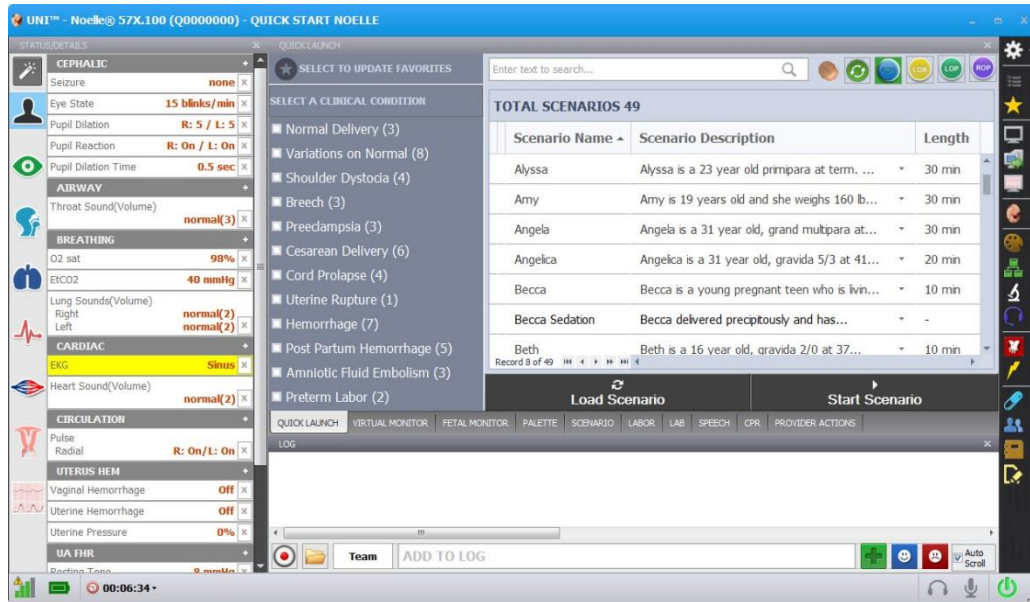 UNI™ - Noelle® 57X.100 (Q0000000) - QUICK START NOELLE
STATUS/DETAILS
CEPHALIC
Seizure none
Eye State 15 blinks/min
Pupil Dilation R: 5 / L: 5
Pupil Reaction R: On / L: On
Pupil Dilation Time 0.5 sec
AIRWAY
Throat Sound(Volume)
normal(3)
BREATHING
O2 sat 98%
EtCO2 40 mmHg
Lung Sounds(Volume)
Right normal(2)
Left normal(2)
CARDIAC
EKG Sinus
Heart Sound(Volume)
normal(2)
CIRCULATION
Pulse
Radial R: On/L: On
UTERUS HEM
Vaginal Hemorrhage Off
Uterine Hemorrhage Off
Uterine Pressure 0%
UA FHR
Resting Tone 8 mmHg
QUICK LAUNCH
SELECT TO UPDATE FAVORITES
SELECT A CLINICAL CONDITION
Normal Delivery (3)
Variations on Normal (8)
Shoulder Dystocia (4)
Breech (3)
Preeclampsia (3)
Cesarean Delivery (6)
Cord Prolapse (4)
Uterine Rupture (1)
Hemorrhage (7)
Post Partum Hemorrhage (5)
Amniotic Fluid Embolism (3)
Preterm Labor (2)
Enter text to search...
LOA LOP ROP
TOTAL SCENARIOS 49
Scenario Name Scenario Description Length
Alyssa Alyssa is a 23 year old primipara at term. ... 30 min
Amy Amy is 19 years old and she weighs 160 lb... 30 min
Angela Angela is a 31 year old, grand multipara at... 30 min
Angelica Angelica is a 31 year old, gravida 5/3 at 41... 20 min
Becca Becca is a young pregnant teen who is livin... 10 min
Becca Sedation Becca delivered precipitously and has... -
Beth Beth is a 16 year old, gravida 2/0 at 37... 10 min
Record 8 of 49
Load Scenario Start Scenario
QUICK LAUNCH VIRTUAL MONITOR FETAL MONITOR PALETTE SCENARIO LABOR LAB SPEECH CPR PROVIDER ACTIONS
LOG
Team ADD TO LOG Auto Scroll
00:06:34